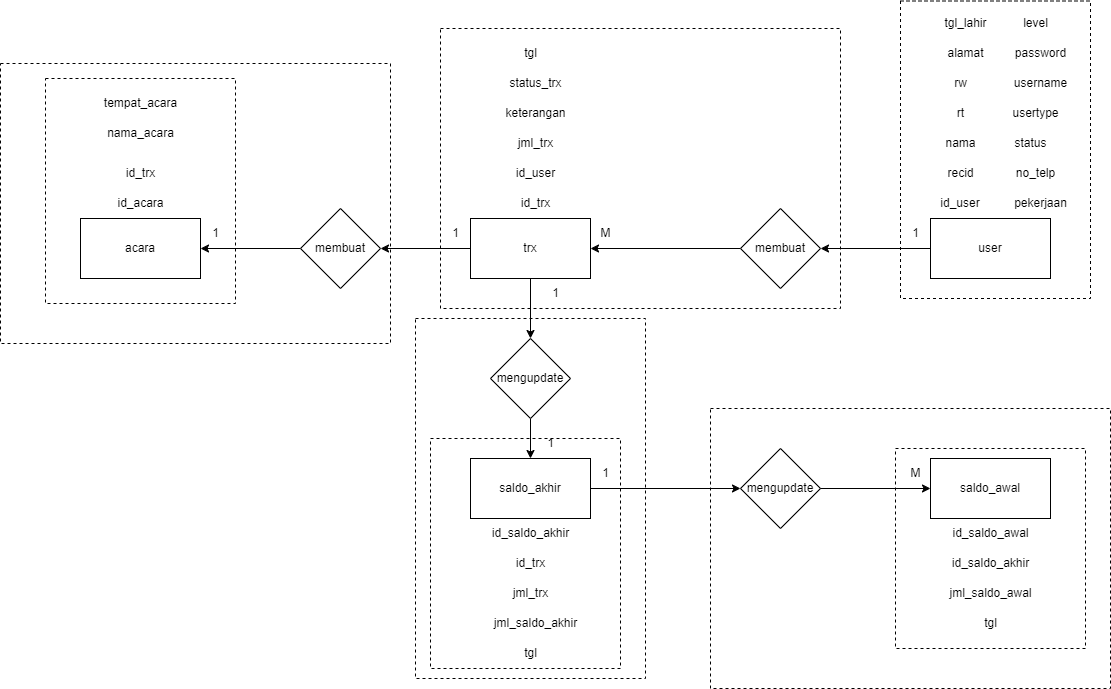 tempat_acara
nama_acara
id_trx
id_acara
acara
1
membuat
1
tgl
status_trx
keterangan
jml_trx
id_user
id_trx
trx
M
membuat
1
tgl_lahir level
alamat password
rw username
rt usertype
nama status
recid no_telp
id_user pekerjaan
user
1
mengupdate
1
saldo_akhir
id_saldo_akhir
id_trx
jml_trx
jml_saldo_akhir
tgl
1
mengupdate
M
saldo_awal
id_saldo_awal
id_saldo_akhir
jml_saldo_awal
tgl